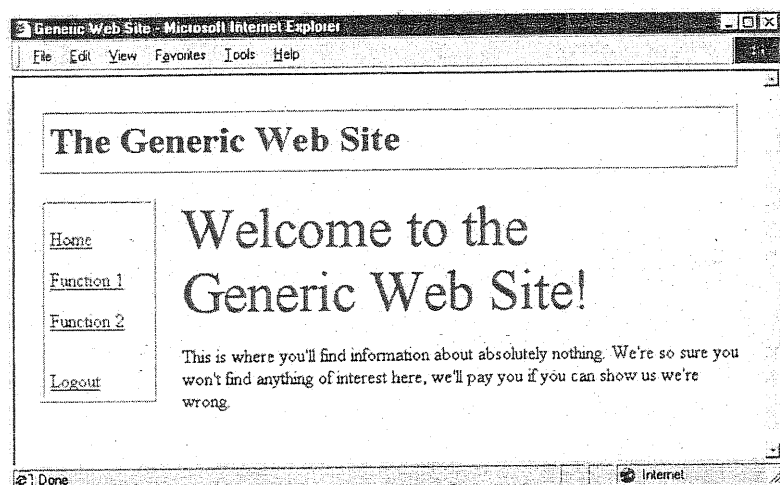 Generic Web Site - Microsoft Internet Explorer
File Edit View Favorites Tools Help
The Generic Web Site
Home
Function 1
Function 2
Logout
Welcome to the
Generic Web Site!
This is where you'll find information about absolutely nothing. We're so sure you
won't find anything of interest here, we'll pay you if you can show us we're
wrong.
Done
Internet